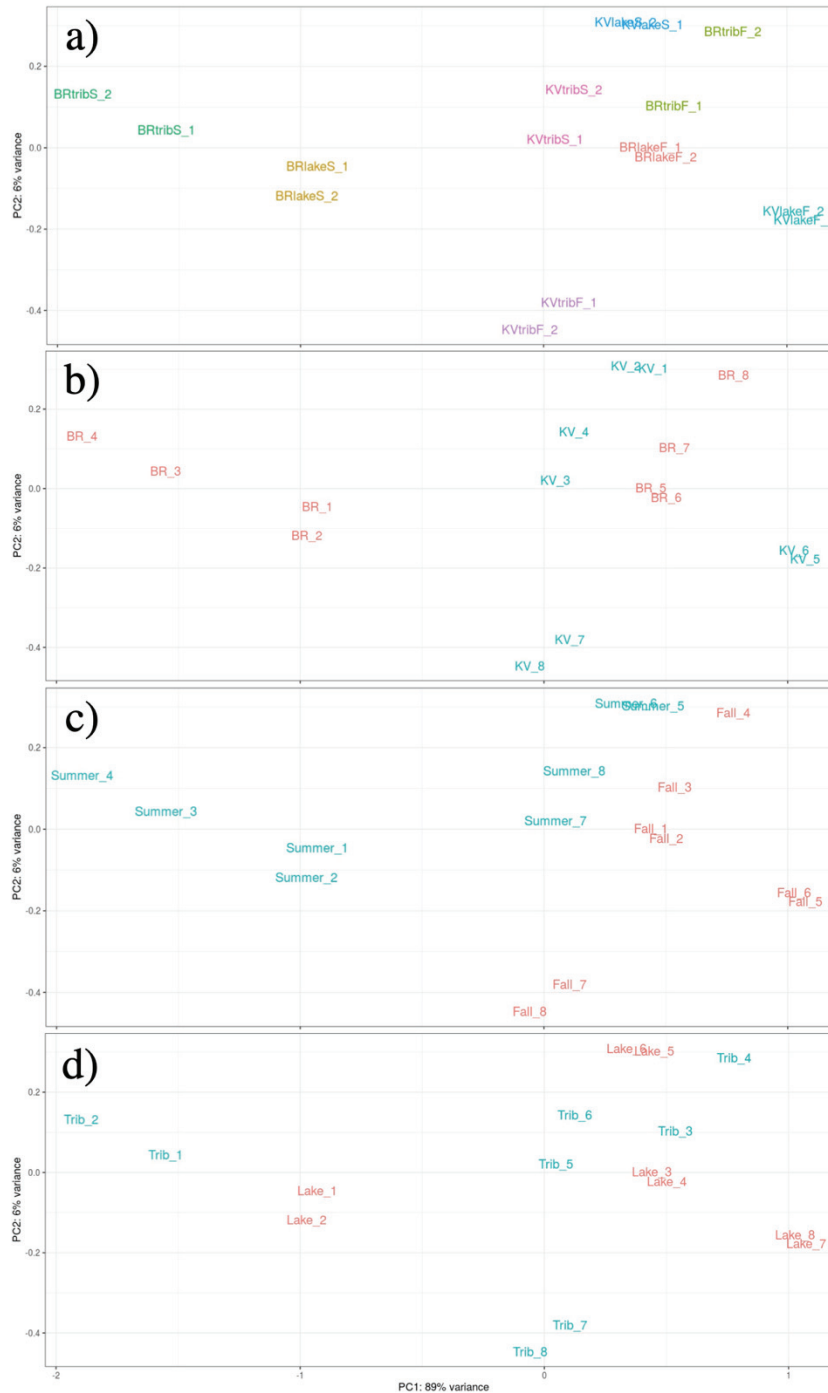 a)
KVlakeS_2 KVlakeS_1
BRtribF_2
0.2
BRtribS_2
KVtribS_2
BRtribS_1
BRtribF_1
KVtribS_1
0.0
BRlakeF_1
BRlakeF_2
BRlakeS_1
BRlakeS_2
KVlakeF_2
KVlakeF_
-0.2
KVtribF_1
-0.4
KVtribF_2
PC2: 6% variance
-2 -1 0 1
b)
KV_2 KV_1
BR_8
0.2
BR_4
KV_4
BR_3
BR_7
KV_3
0.0
BR_5
BR_6
BR_1
BR_2
KV_6
KV_5
-0.2
KV_7
-0.4
KV_8
PC2: 6% variance
c)
Summer_6 Summer_5
Fall_4
0.2
Summer_4
Summer_8
Summer_3
Fall_3
Summer_7
0.0
Fall_1
Fall_2
Summer_1
Summer_2
Fall_6
Fall_5
-0.2
Fall_7
-0.4
Fall_8
PC2: 6% variance
d)
Lake_6 Lake_5
Trib_4
0.2
Trib_2
Trib_6
Trib_1
Trib_3
Trib_5
0.0
Lake_3
Lake_4
Lake_1
Lake_2
Lake_8
Lake_7
-0.2
Trib_7
-0.4
Trib_8
PC2: 6% variance
-2 -1 0 1
PC1: 89% variance